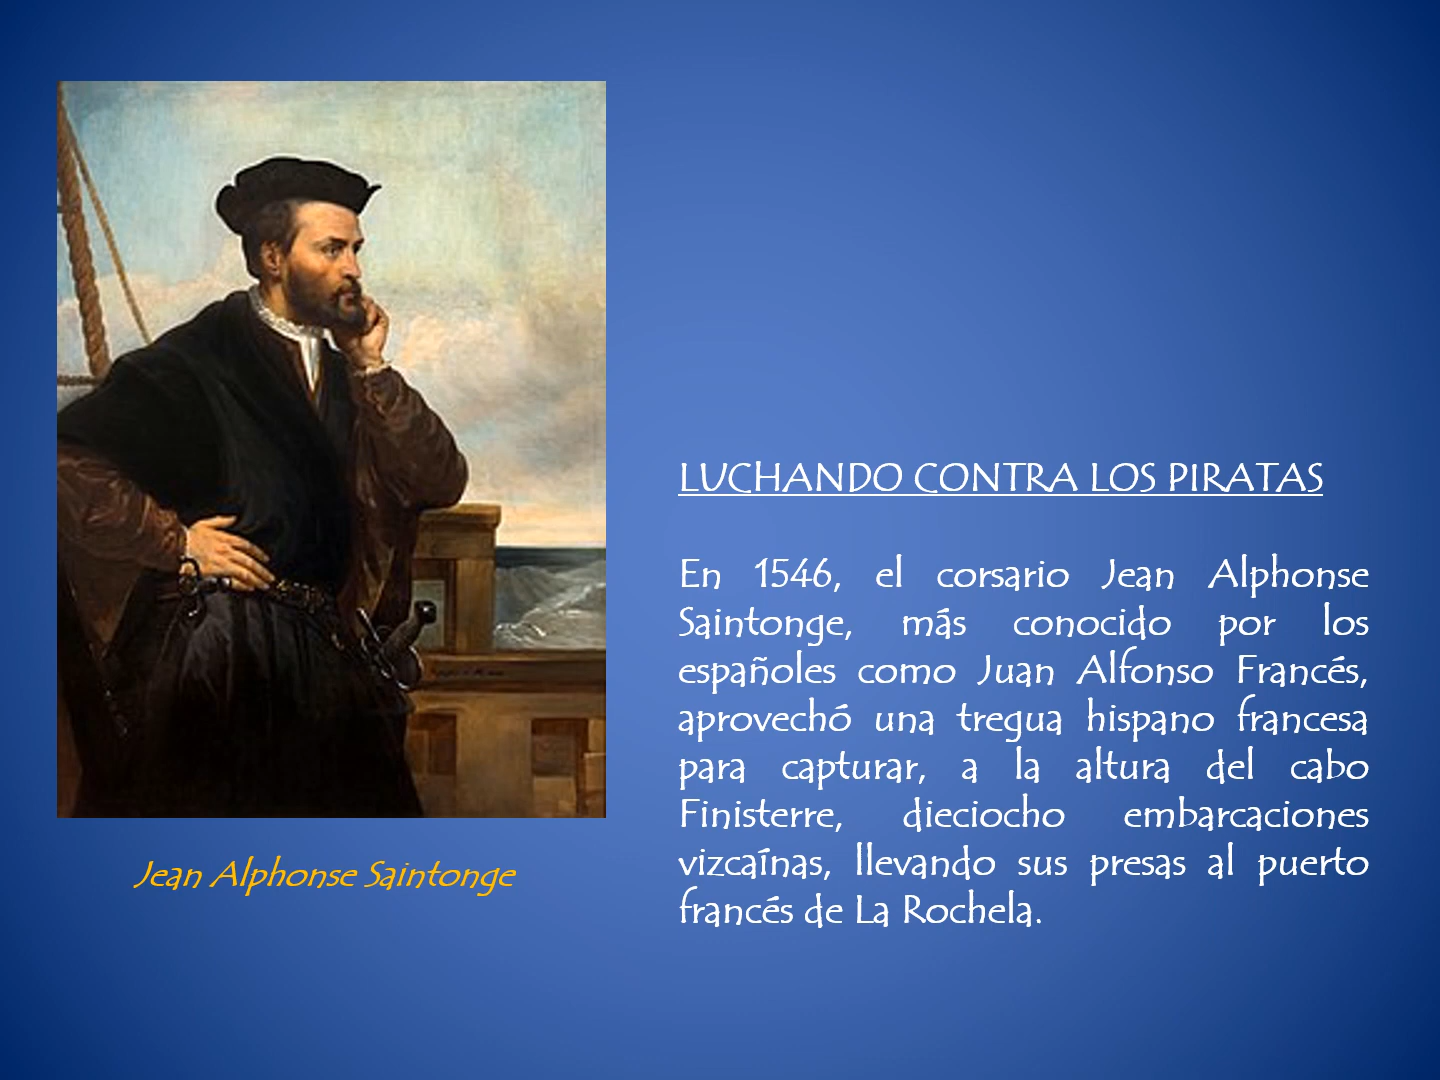 LUCHANDO CONTRA LOS PIRATAS
En 1546, el corsario Jean Alphonse
Saintonge, más conocido por los
españoles como Juan Alfonso Francés,
aprovechó una tregua hispano francesa
para capturar, a la altura del cabo
Finisterre, dieciocho embarcaciones
vizcaínas, llevando sus presas al puerto
francés de La Rochela.
Jean Alphonse Saintonge